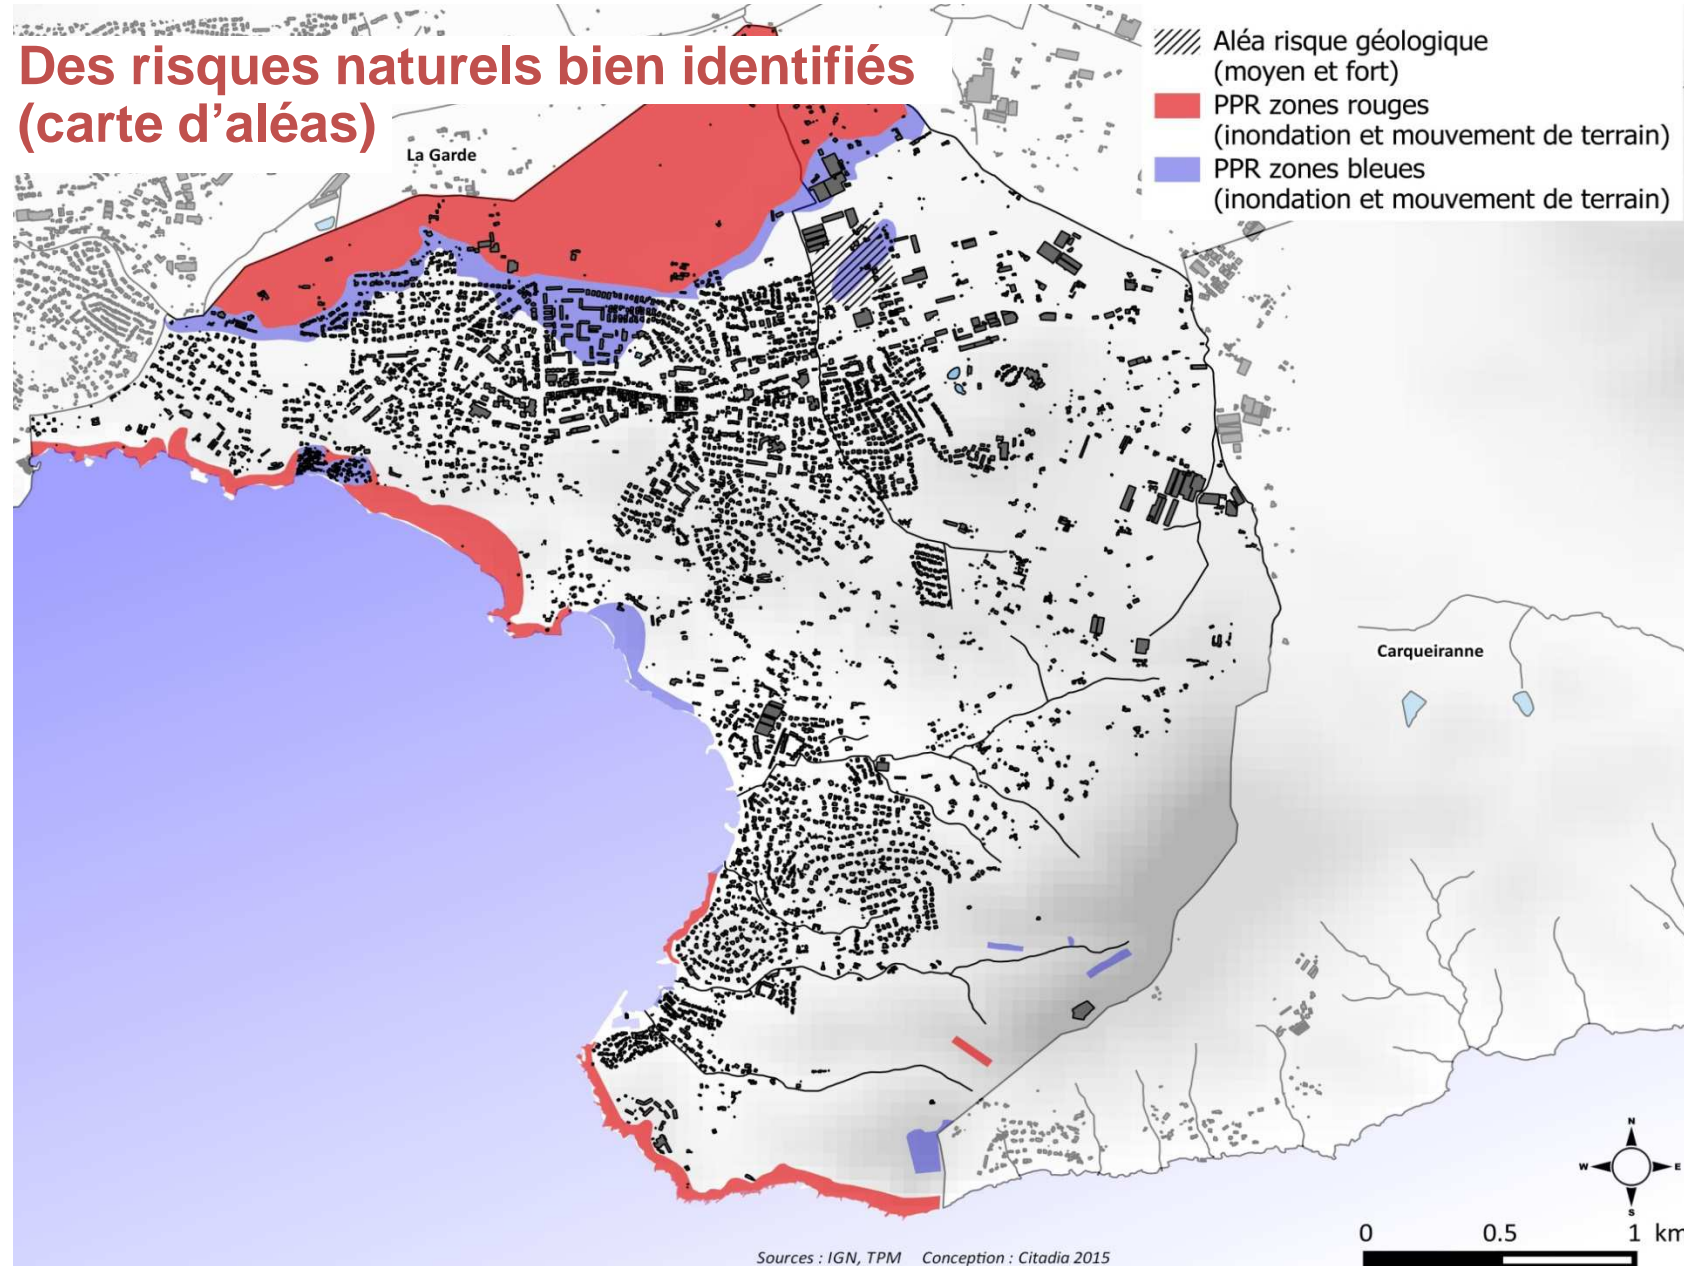 Des risques naturels bien identifiés
(carte d’aléas)
Aléa risque géologique
(moyen et fort)
PPR zones rouges
(inondation et mouvement de terrain)
PPR zones bleues
(inondation et mouvement de terrain)
La Garde
Carqueiranne
N
W E
S
0 0.5 1 km
Sources : IGN, TPM Conception : Citadia 2015